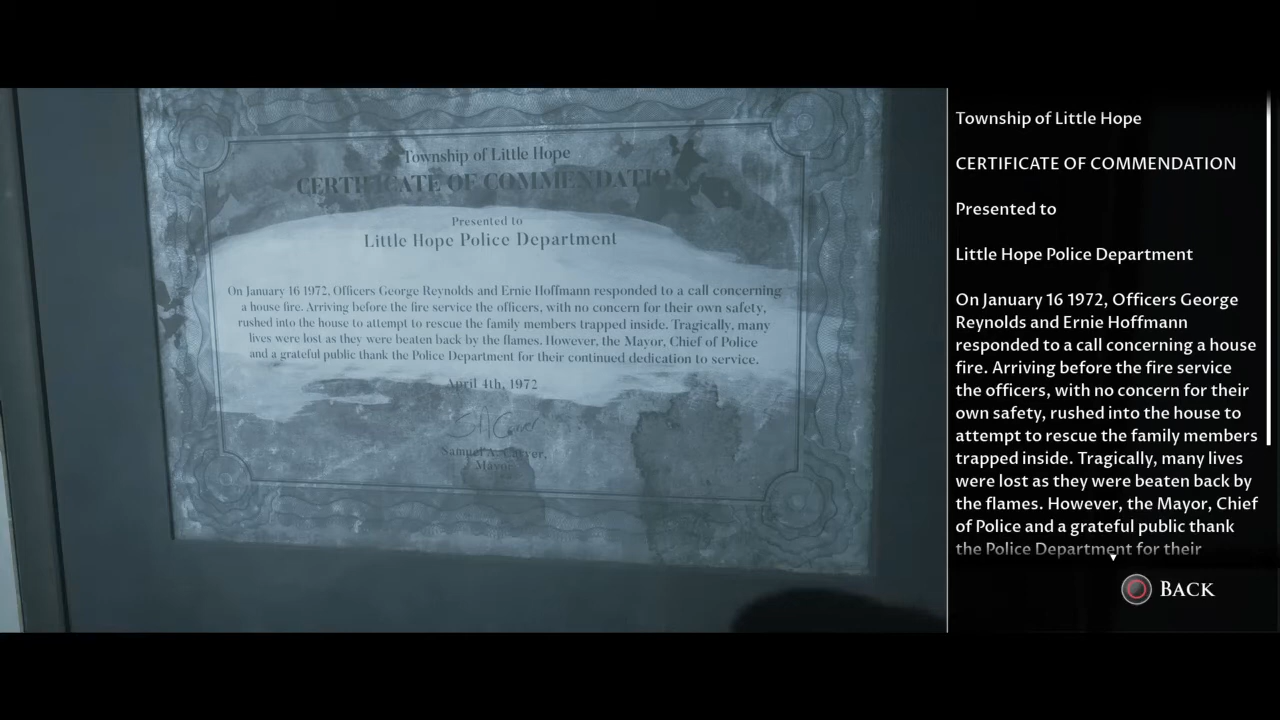 Township of Little Hope
CERTIFICATE OF COMMENDATIO
Presented to
Little Hope Police Department
On January 16 1972, Officers George Reynolds and Ernie Hoffmann responded to a call concerning
a house fire. Arriving before the fire service the officers, with no concern for their own safety,
rushed into the house to attempt to rescue the family members trapped inside. Tragically, many
lives were lost as they were beaten back by the flames. However, the Mayor, Chief of Police
and a grateful public thank the Police Department for their continued dedication to service.
April 4th, 1972
Samuel A. Carver,
Mayor
Township of Little Hope
CERTIFICATE OF COMMENDATION
Presented to
Little Hope Police Department
On January 16 1972, Officers George
Reynolds and Ernie Hoffmann
responded to a call concerning a house
fire. Arriving before the fire service
the officers, with no concern for their
own safety, rushed into the house to
attempt to rescue the family members
trapped inside. Tragically, many lives
were lost as they were beaten back by
the flames. However, the Mayor, Chief
of Police and a grateful public thank
the Police Department for their
BACK